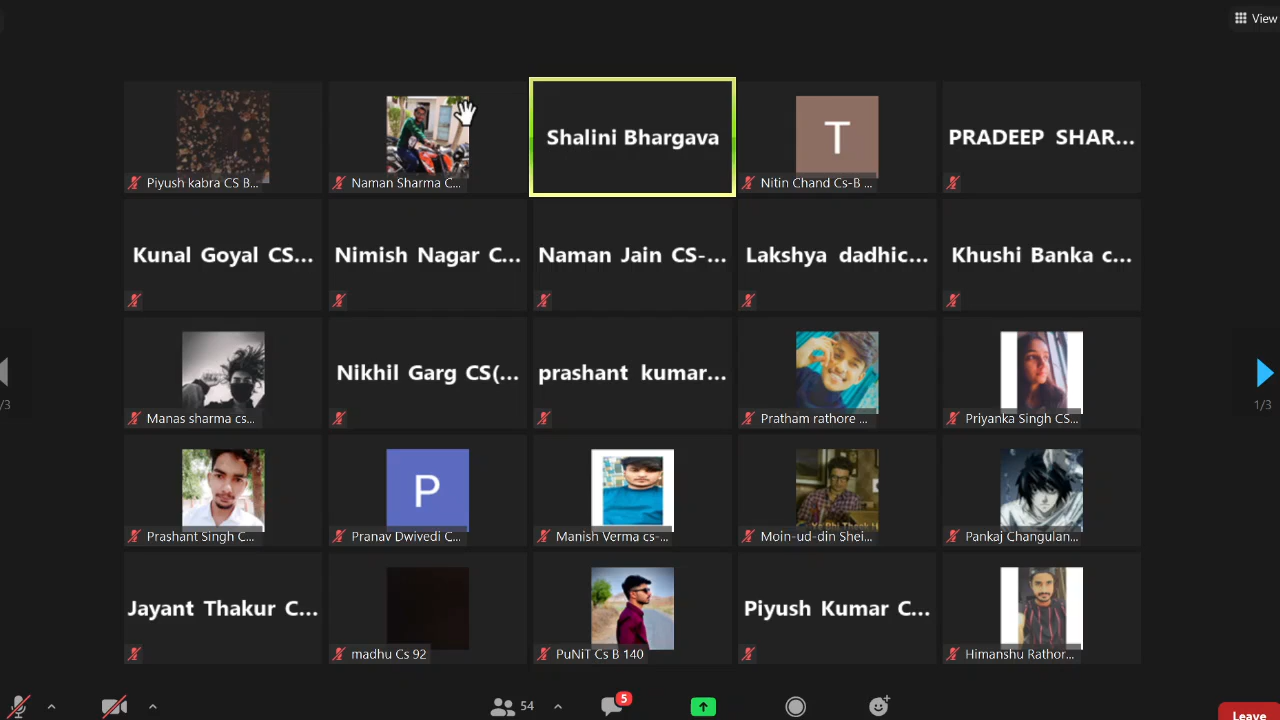 View
Piyush kabra CS B...
Naman Sharma C...
Shalini Bhargava
T
Nitin Chand Cs-B ...
PRADEEP SHAR...
Kunal Goyal CS...
Nimish Nagar C...
Naman Jain CS-...
Lakshya dadhic...
Khushi Banka c...
Manas sharma cs...
Nikhil Garg CS(...
prashant kumar...
Pratham rathore ...
Priyanka Singh CS...
/3
1/3
Prashant Singh C...
P
Pranav Dwivedi C...
Manish Verma cs-...
Moin-ud-din Shei...
Pankaj Changulan...
Jayant Thakur C...
madhu Cs 92
PuNiT Cs B 140
Piyush Kumar C...
Himanshu Rathor...
54
5
Leave